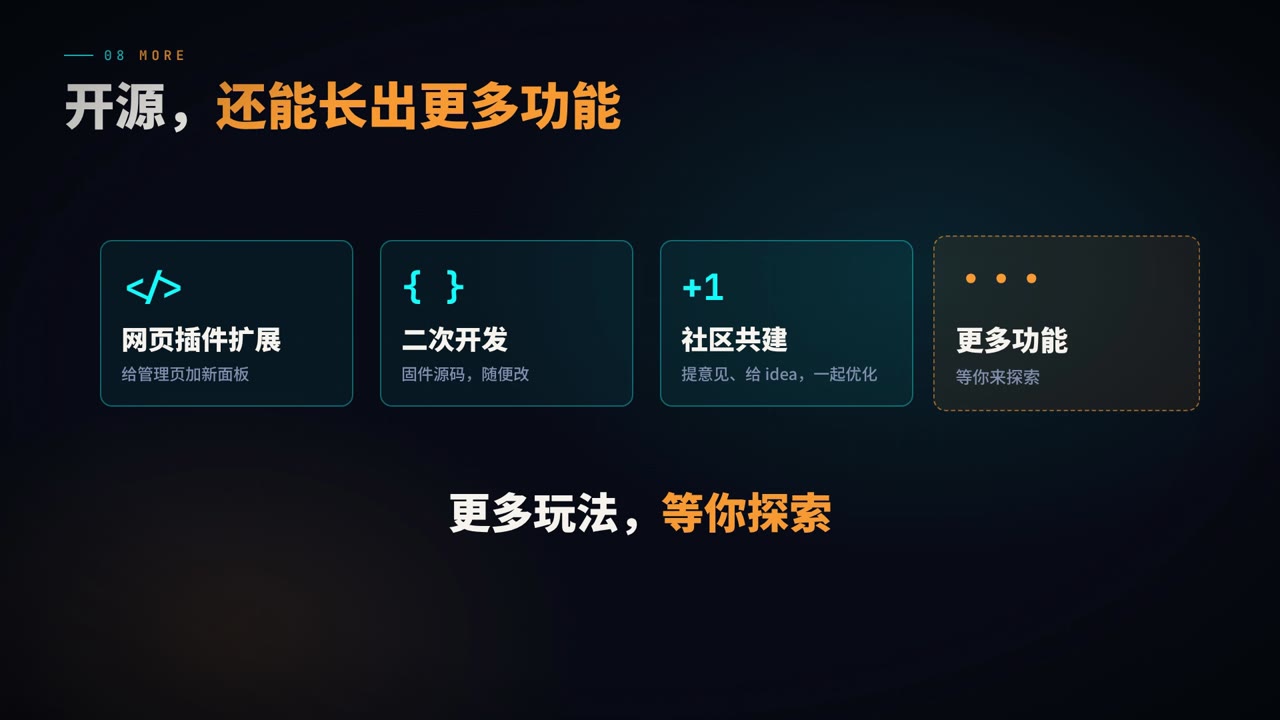 08 MORE
开源，还能长出更多功能
</>
网页插件扩展
给管理页加新面板
{ }
二次开发
固件源码，随便改
+1
社区共建
提意见、给 idea，一起优化
• • •
更多功能
等你来探索
更多玩法，等你探索